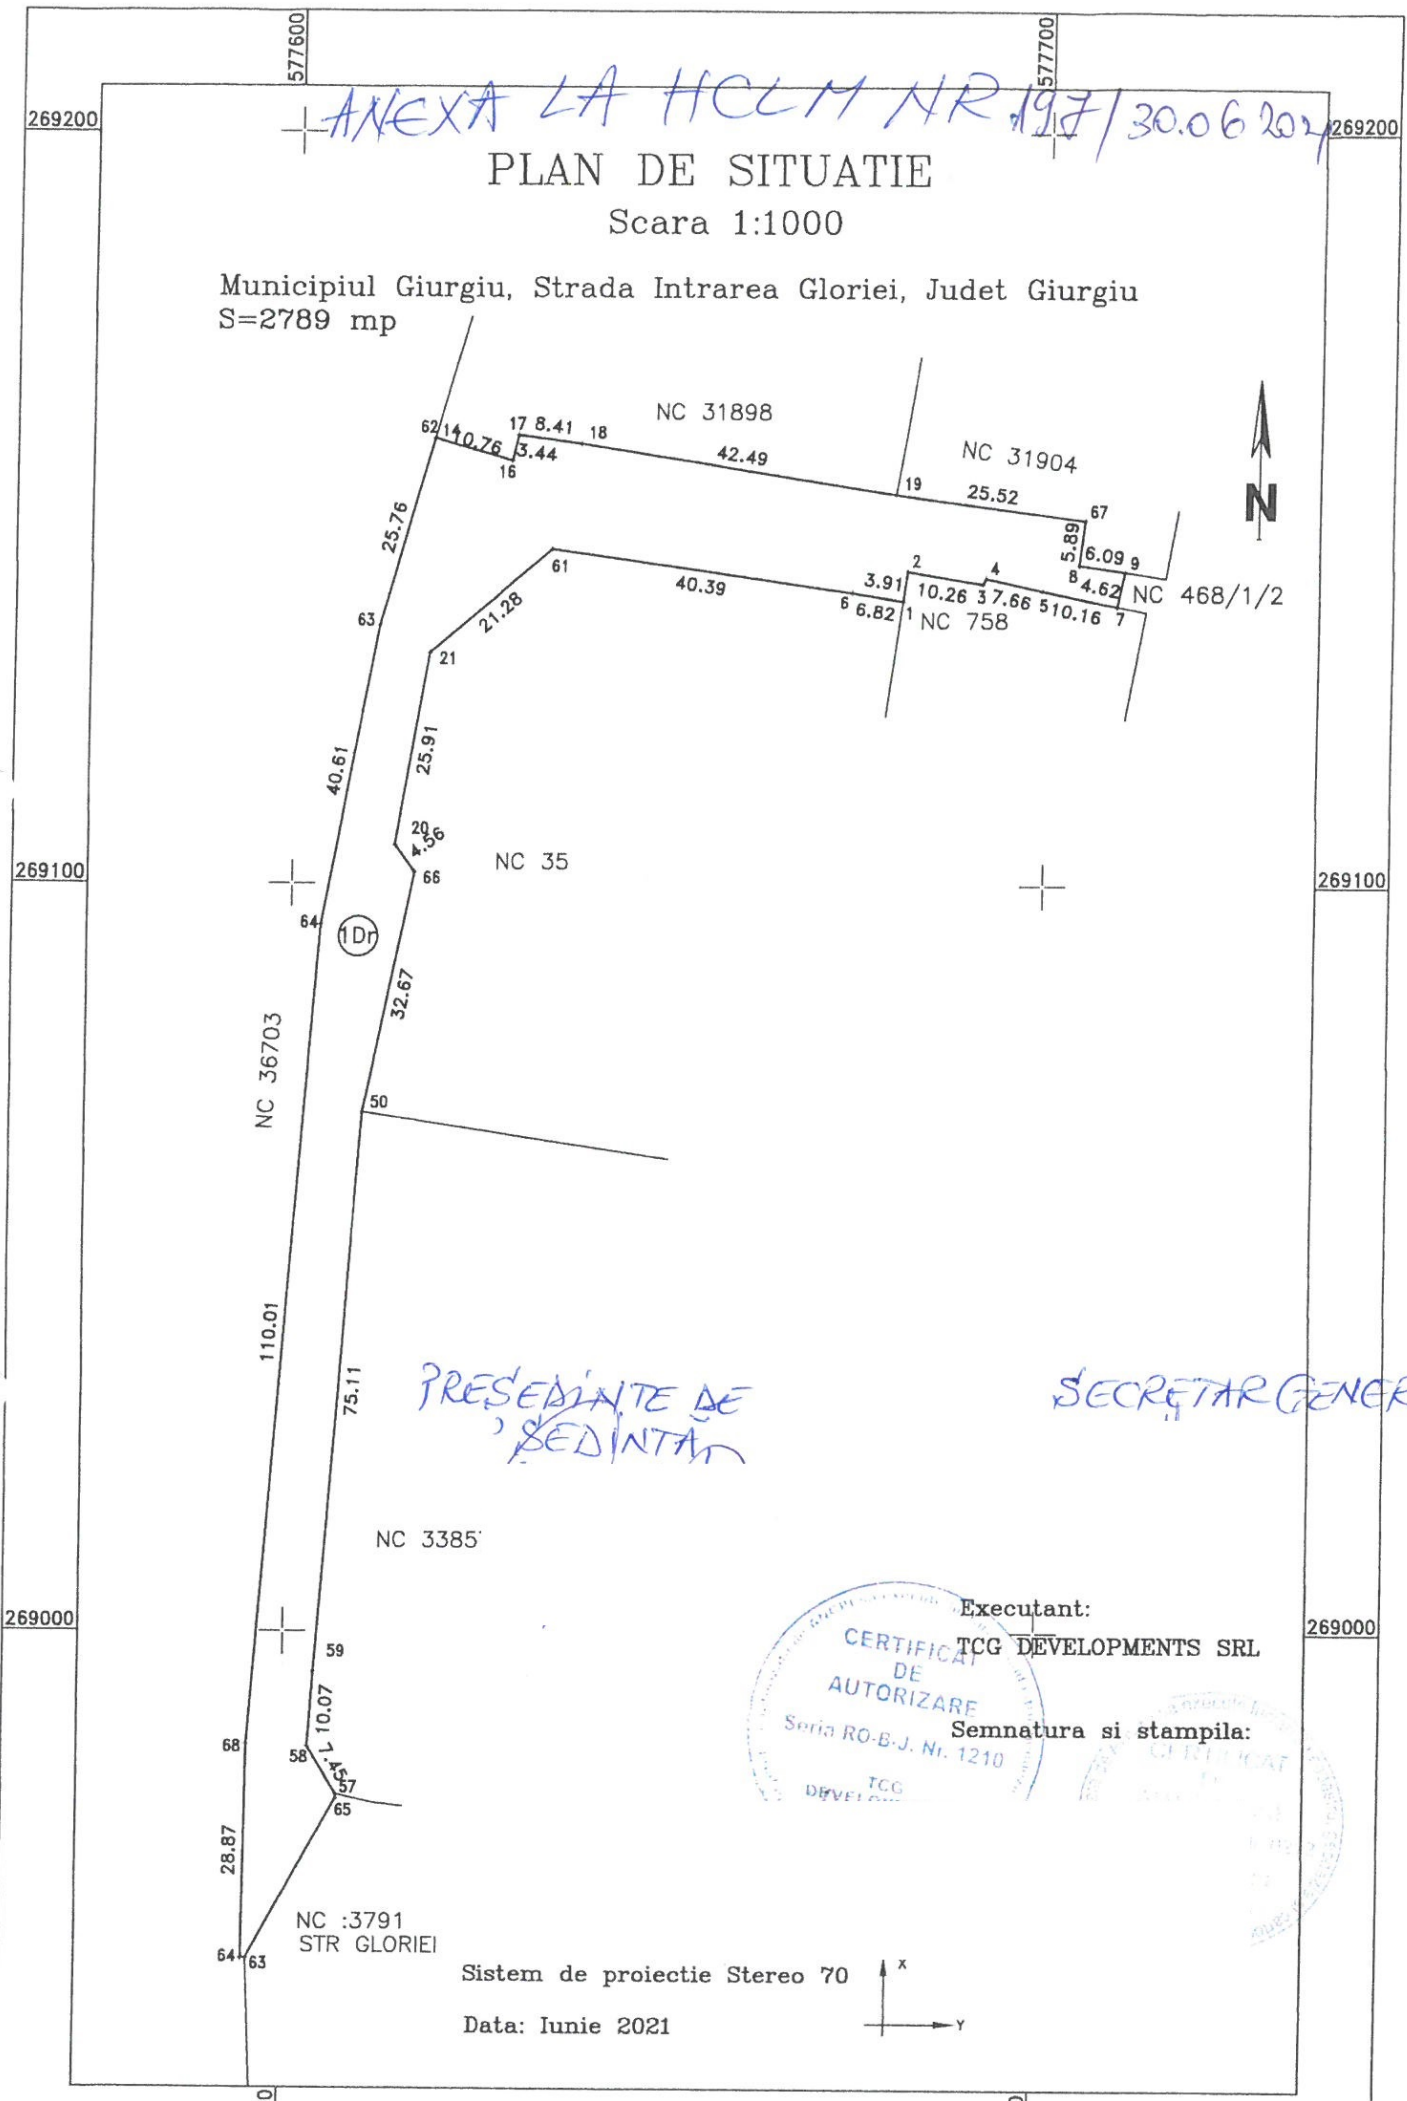 577600
577700
269200
ANEXA LA HCLM NR. 197/30.06 2021
269200
PLAN DE SITUATIE
Scara 1:1000
Municipiul Giurgiu, Strada Intrarea Gloriei, Judet Giurgiu
S=2789 mp
NC 31898
62 14 10.76
17 8.41 18
3.44
16
42.49
NC 31904
19
25.52
67
N
5.89
6.09 9
8
4.62
NC 468/1/2
25.76
61
40.39
3.91
2
4
10.26 3 7.66 5 10.16 7
6 6.82 1
NC 758
63
21.28
21
40.61
25.91
20
4.56
66
NC 35
269100
269100
64
1Dr
32.67
NC 36703
50
110.01
75.11
PRESEDINTE DE
ȘEDINTĂ
SECRETAR GENER
NC 3385
269000
269000
59
Executant:
TCG DEVELOPMENTS SRL
CERTIFICAT
DE
AUTORIZARE
Seria RO-B-J. Nr. 1210
TCG
Semnatura si stampila:
CERTIFICAT
10.07
68
58
7.45
57
65
28.87
NC :3791
STR GLORIEI
64 63
Sistem de proiectie Stereo 70
X
Y
Data: Iunie 2021